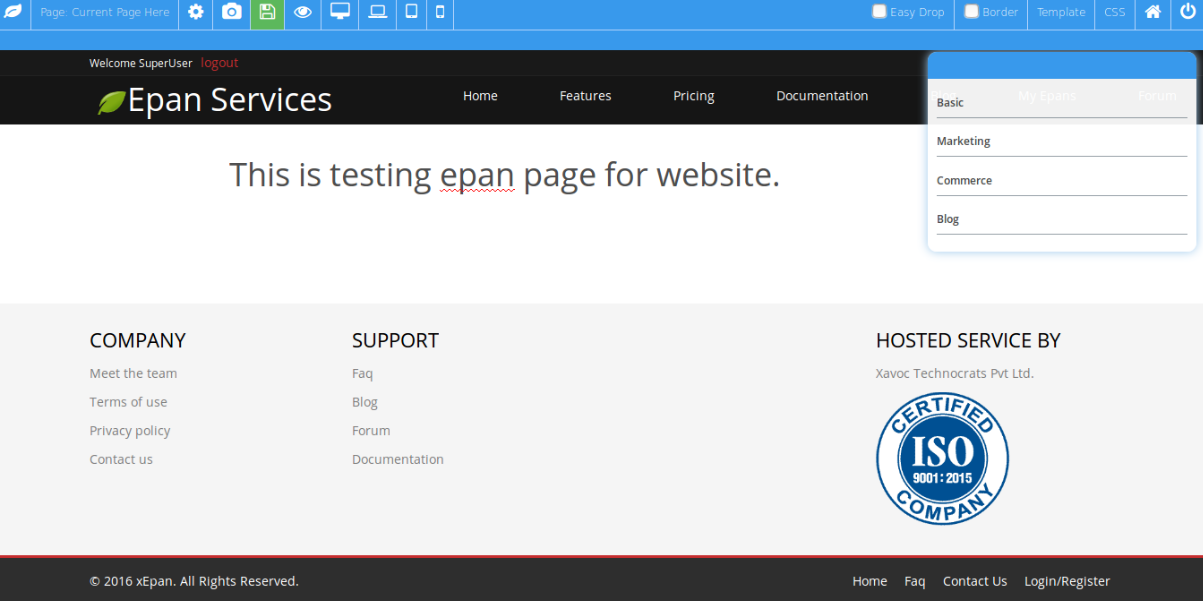 Page: Current Page Here
Easy Drop
Border
Template
CSS
Welcome SuperUser logout
Epan Services
Home
Features
Pricing
Documentation
Blog
My Epans
Forum
Basic
Marketing
Commerce
Blog
This is testing epan page for website.
COMPANY
Meet the team
Terms of use
Privacy policy
Contact us
SUPPORT
Faq
Blog
Forum
Documentation
HOSTED SERVICE BY
Xavoc Technocrats Pvt Ltd.
CERTIFIED
ISO
9001:2015
COMPANY
© 2016 xEpan. All Rights Reserved.
Home
Faq
Contact Us
Login/Register